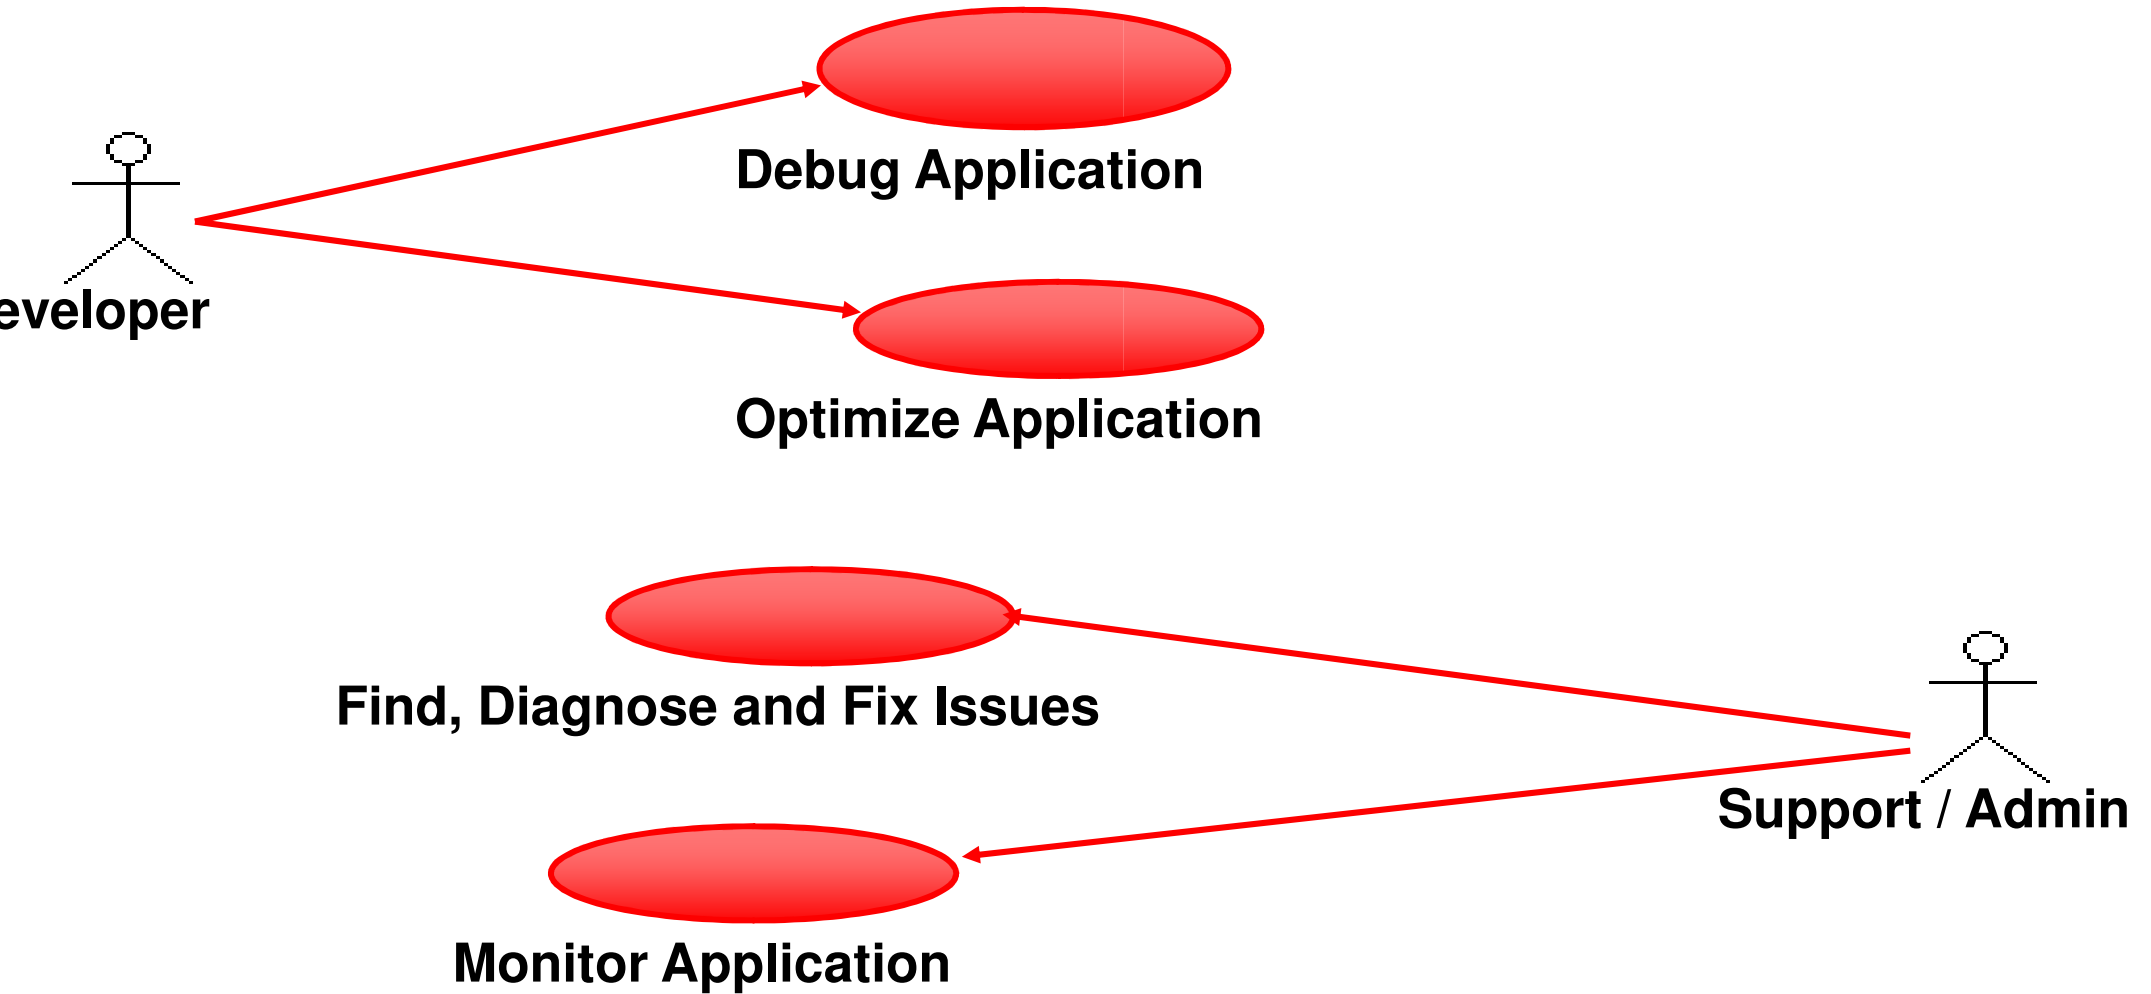 Debug Application
eveloper
Optimize Application
Find, Diagnose and Fix Issues
Support / Admin
Monitor Application